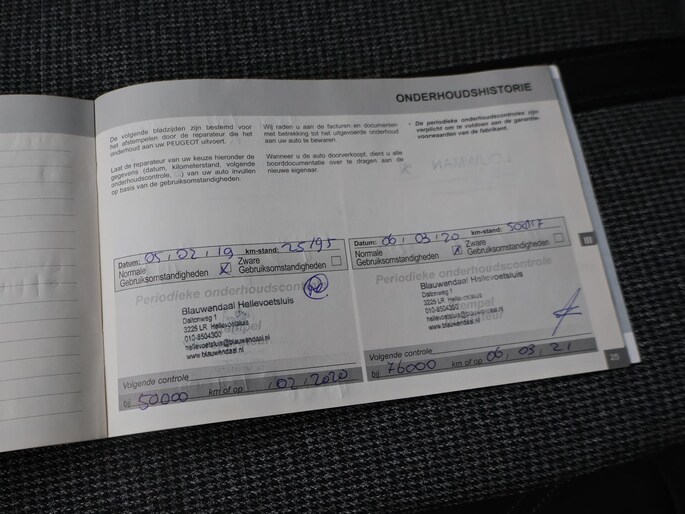 ONDERHOUDSHISTORIE
De volgende bladzijden zijn bestemd voor
het afstempelen door de reparateur die het
onderhoud aan uw PEUGEOT uitvoert.
Laat de reparateur van uw keuze hieronder de
gegevens (datum, kilometerstand, volgende
onderhoudscontrole, ...) van uw auto invullen
op basis van de gebruiksomstandigheden.
Wij raden u aan de facturen en documenten
met betrekking tot het uitgevoerde onderhoud
aan uw auto te bewaren.
Wanneer u de auto doorverkoopt, dient u alle
boorddocumentatie over te dragen aan de
nieuwe eigenaar.
• De periodieke onderhoudscontroles zijn
verplicht om te voldoen aan de garantie-
voorwaarden van de fabrikant.
Datum: 05, 02, 19 km-stand: 25195
Normale Gebruiksomstandigheden X Zware Gebruiksomstandigheden
Periodieke onderhoudscontrole
Blauwendaal Hellevoetsluis
Daltonweg 1
3225 LR Hellevoetsluis
010-8504300
hellevoetsluis@blauwendaal.nl
www.blauwendaal.nl
Volgende controle
bij 50000 km of op , 02, 2020
Datum: 06, 03, 20 km-stand:
Normale Gebruiksomstandigheden X Zware Gebruiksomstandigheden
Periodieke onderhoudscontrole
Blauwendaal Hellevoetsluis
Daltonweg 1
3225 LR Hellevoetsluis
010-8504300
hellevoetsluis@blauwendaal.nl
www.blauwendaal.nl
Volgende controle
bij 76000 km of op 06, 03, 21
III
25